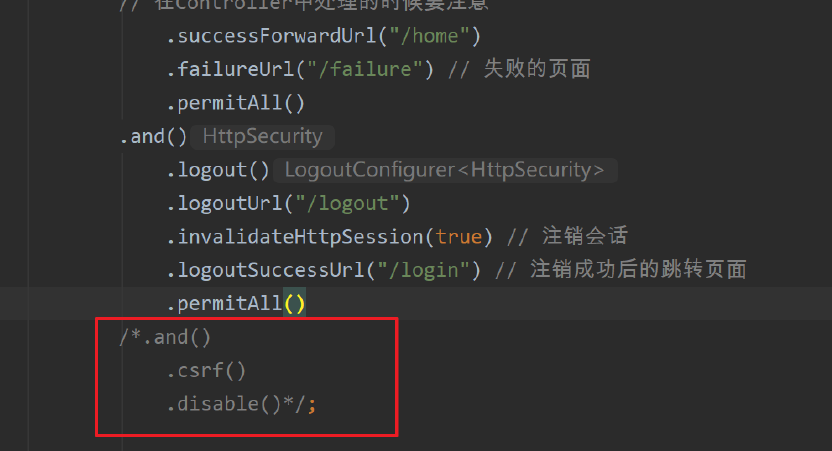 // 在Controller中处理的时候要注意
.successForwardUrl("/home")
.failureUrl("/failure") // 失败的页面
.permitAll()
.and() HttpSecurity
.logout() LogoutConfigurer<HttpSecurity>
.logoutUrl("/logout")
.invalidateHttpSession(true) // 注销会话
.logoutSuccessUrl("/login") // 注销成功后的跳转页面
.permitAll()
/*.and()
.csrf()
.disable()*/;